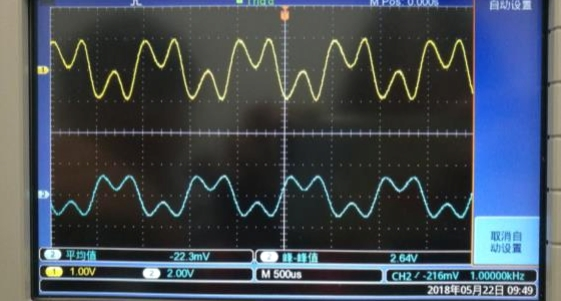 M Pos: 0.000s
自动设置
取消自
动设置
2 平均值 -22.3mV 2 峰-峰值 2.64V
1 1.00V 2 2.00V M 500us CH2 -216mV 1.00000kHz
2018年05月22日 09:49